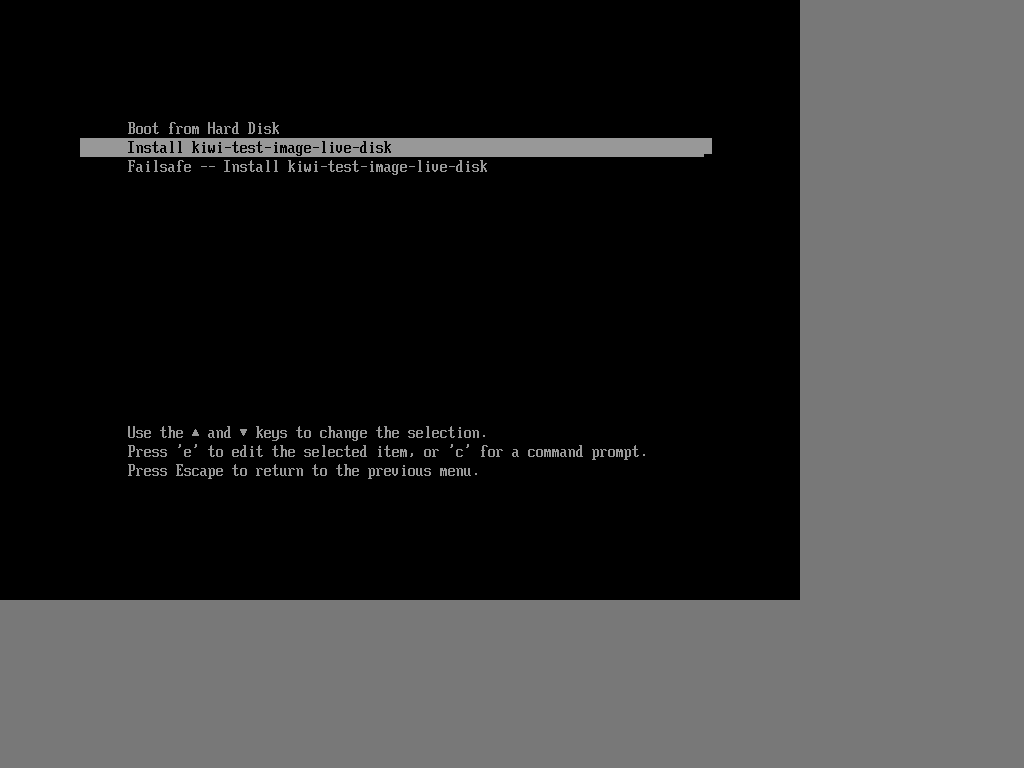 Boot from Hard Disk
Install kiwi-test-image-live-disk
Failsafe -- Install kiwi-test-image-live-disk
Use the ▲ and ▼ keys to change the selection.
Press 'e' to edit the selected item, or 'c' for a command prompt.
Press Escape to return to the previous menu.